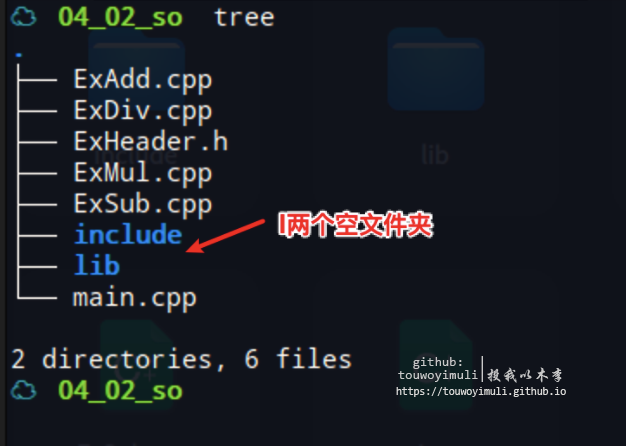 04_02_so tree
.
├── ExAdd.cpp
├── ExDiv.cpp
├── ExHeader.h
├── ExMul.cpp
├── ExSub.cpp
├── include
├── lib
└── main.cpp
include
lib
I两个空文件夹
2 directories, 6 files
04_02_so
github:
touwoyimuli|投我以木李
https://touwoyimuli.github.io